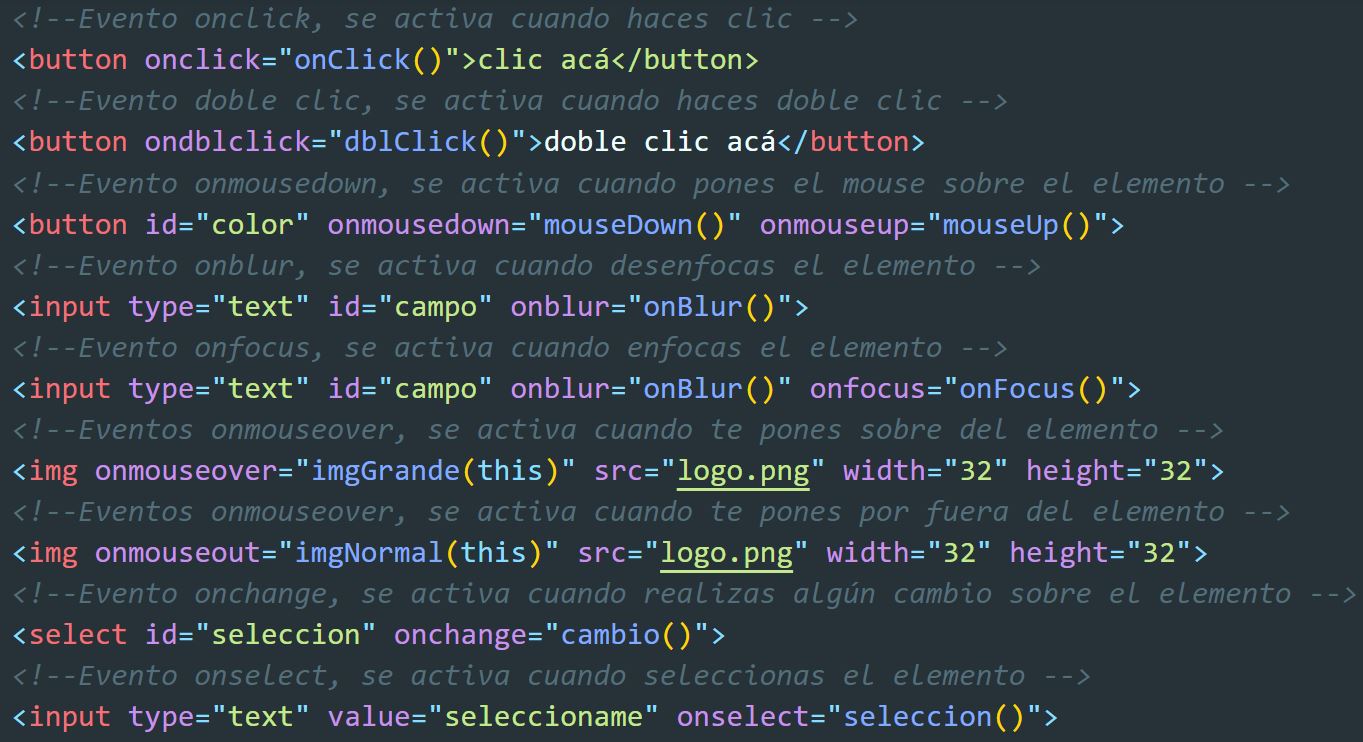 <!--Evento onclick, se activa cuando haces clic -->
<button onclick="onClick()">clic acá</button>
<!--Evento doble clic, se activa cuando haces doble clic -->
<button ondblclick="dblClick()">doble clic acá</button>
<!--Evento onmousedown, se activa cuando pones el mouse sobre el elemento -->
<button id="color" onmousedown="mouseDown()" onmouseup="mouseUp()">
<!--Evento onblur, se activa cuando desenfocas el elemento -->
<input type="text" id="campo" onblur="onBlur()">
<!--Evento onfocus, se activa cuando enfocas el elemento -->
<input type="text" id="campo" onblur="onBlur()" onfocus="onFocus()">
<!--Eventos onmouseover, se activa cuando te pones sobre del elemento -->
<img onmouseover="imgGrande(this)" src="logo.png" width="32" height="32">
<!--Eventos onmouseover, se activa cuando te pones por fuera del elemento -->
<img onmouseout="imgNormal(this)" src="logo.png" width="32" height="32">
<!--Evento onchange, se activa cuando realizas algún cambio sobre el elemento -->
<select id="seleccion" onchange="cambio()">
<!--Evento onselect, se activa cuando seleccionas el elemento -->
<input type="text" value="seleccioname" onselect="seleccion()">